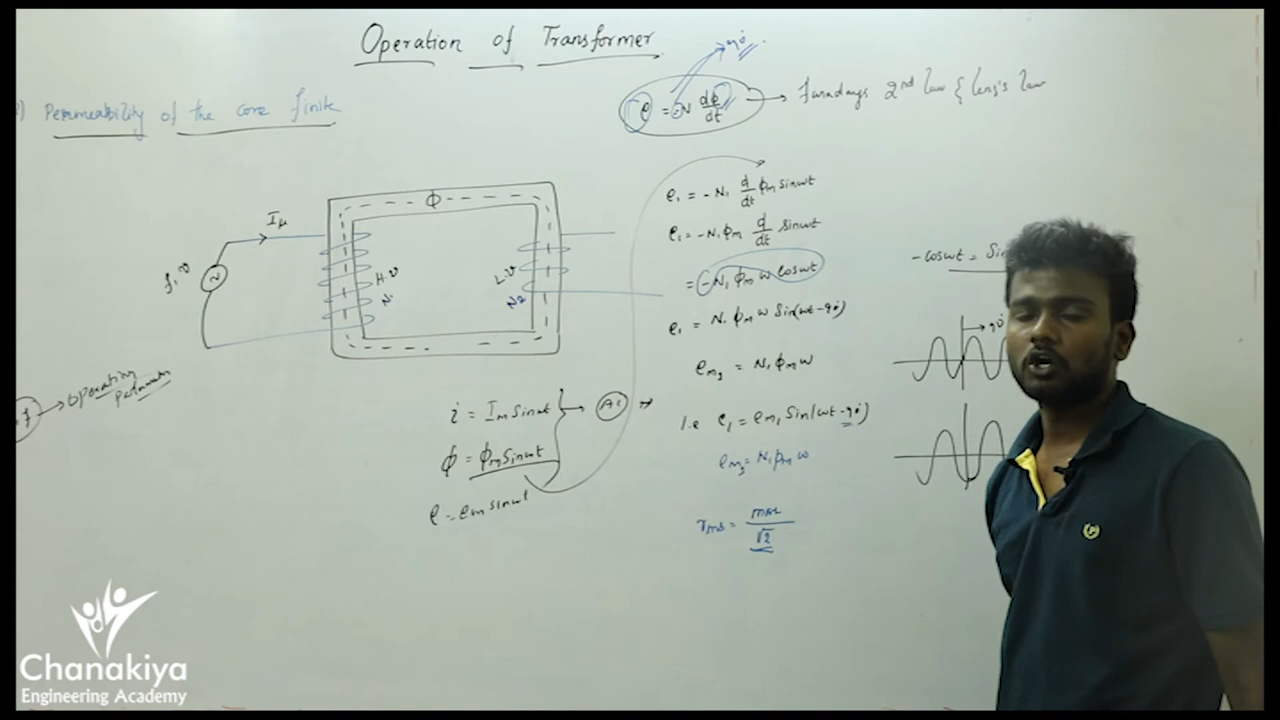 Operation of Transformer
Permeability of the core finite
e = -N dϕ/dt → Faradays 2nd law { lenz's law
90°
ϕ
Iμ
f, v
HV
N1
LV
N2
operating
e1 = -N1 d/dt ϕm sinωt
e1 = -N1 ϕm d/dt sinωt
= -N1 ϕm ω cosωt
e1 = N1 ϕm ω sin(ωt-90°)
em1 = N1 ϕm ω
i.e e1 = em1 sin(ωt-90°)
em1 = N1 ϕm ω
rms = max/√2
i = Im sinωt
ϕ = ϕm sinωt
e = em sinωt
AC
-cosωt = Sin
90°
Chanakiya
Engineering Academy